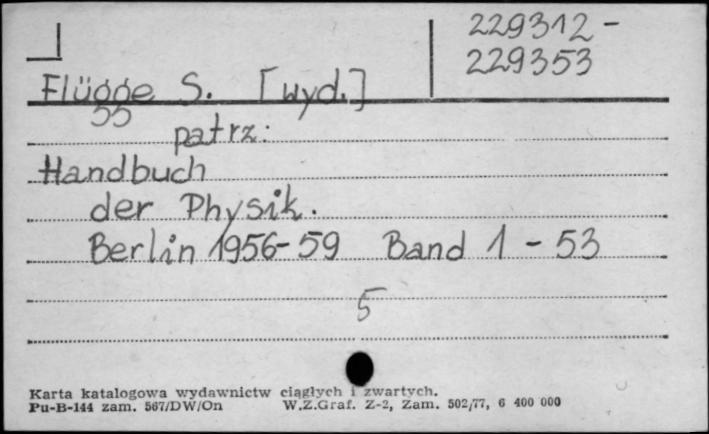 229312-
229353
Flügge S. [wyd.]
patrz:
Handbuch
der Physik.
Berlin 1956-59 Band 1 - 53
5
Karta katalogowa wydawnictw ciągłych i zwartych.
Pu-B-144 zam. 567/DW/On W.Z.Graf. Z-2, Zam. 502/77, 6 400 000